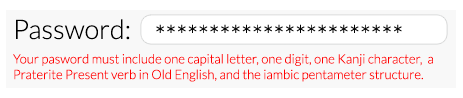 Password: ***********************
Your password must include one capital letter, one digit, one Kanji character, a
Praterite Present verb in Old English, and the iambic pentameter structure.